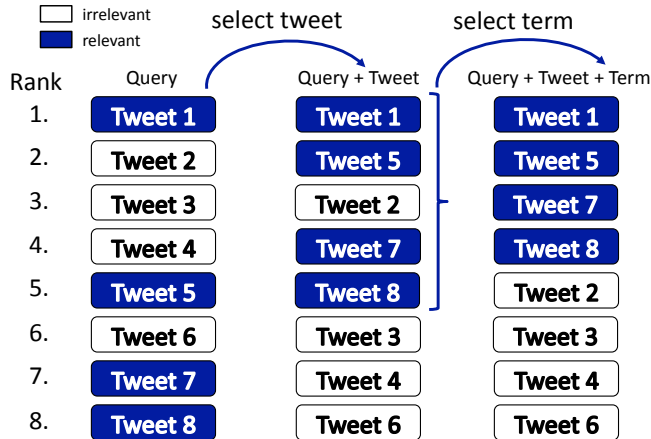 irrelevant
relevant
select tweet
select term
Rank Query Query + Tweet Query + Tweet + Term
1. Tweet 1 Tweet 1 Tweet 1
2. Tweet 2 Tweet 5 Tweet 5
3. Tweet 3 Tweet 2 Tweet 7
4. Tweet 4 Tweet 7 Tweet 8
5. Tweet 5 Tweet 8 Tweet 2
6. Tweet 6 Tweet 3 Tweet 3
7. Tweet 7 Tweet 4 Tweet 4
8. Tweet 8 Tweet 6 Tweet 6